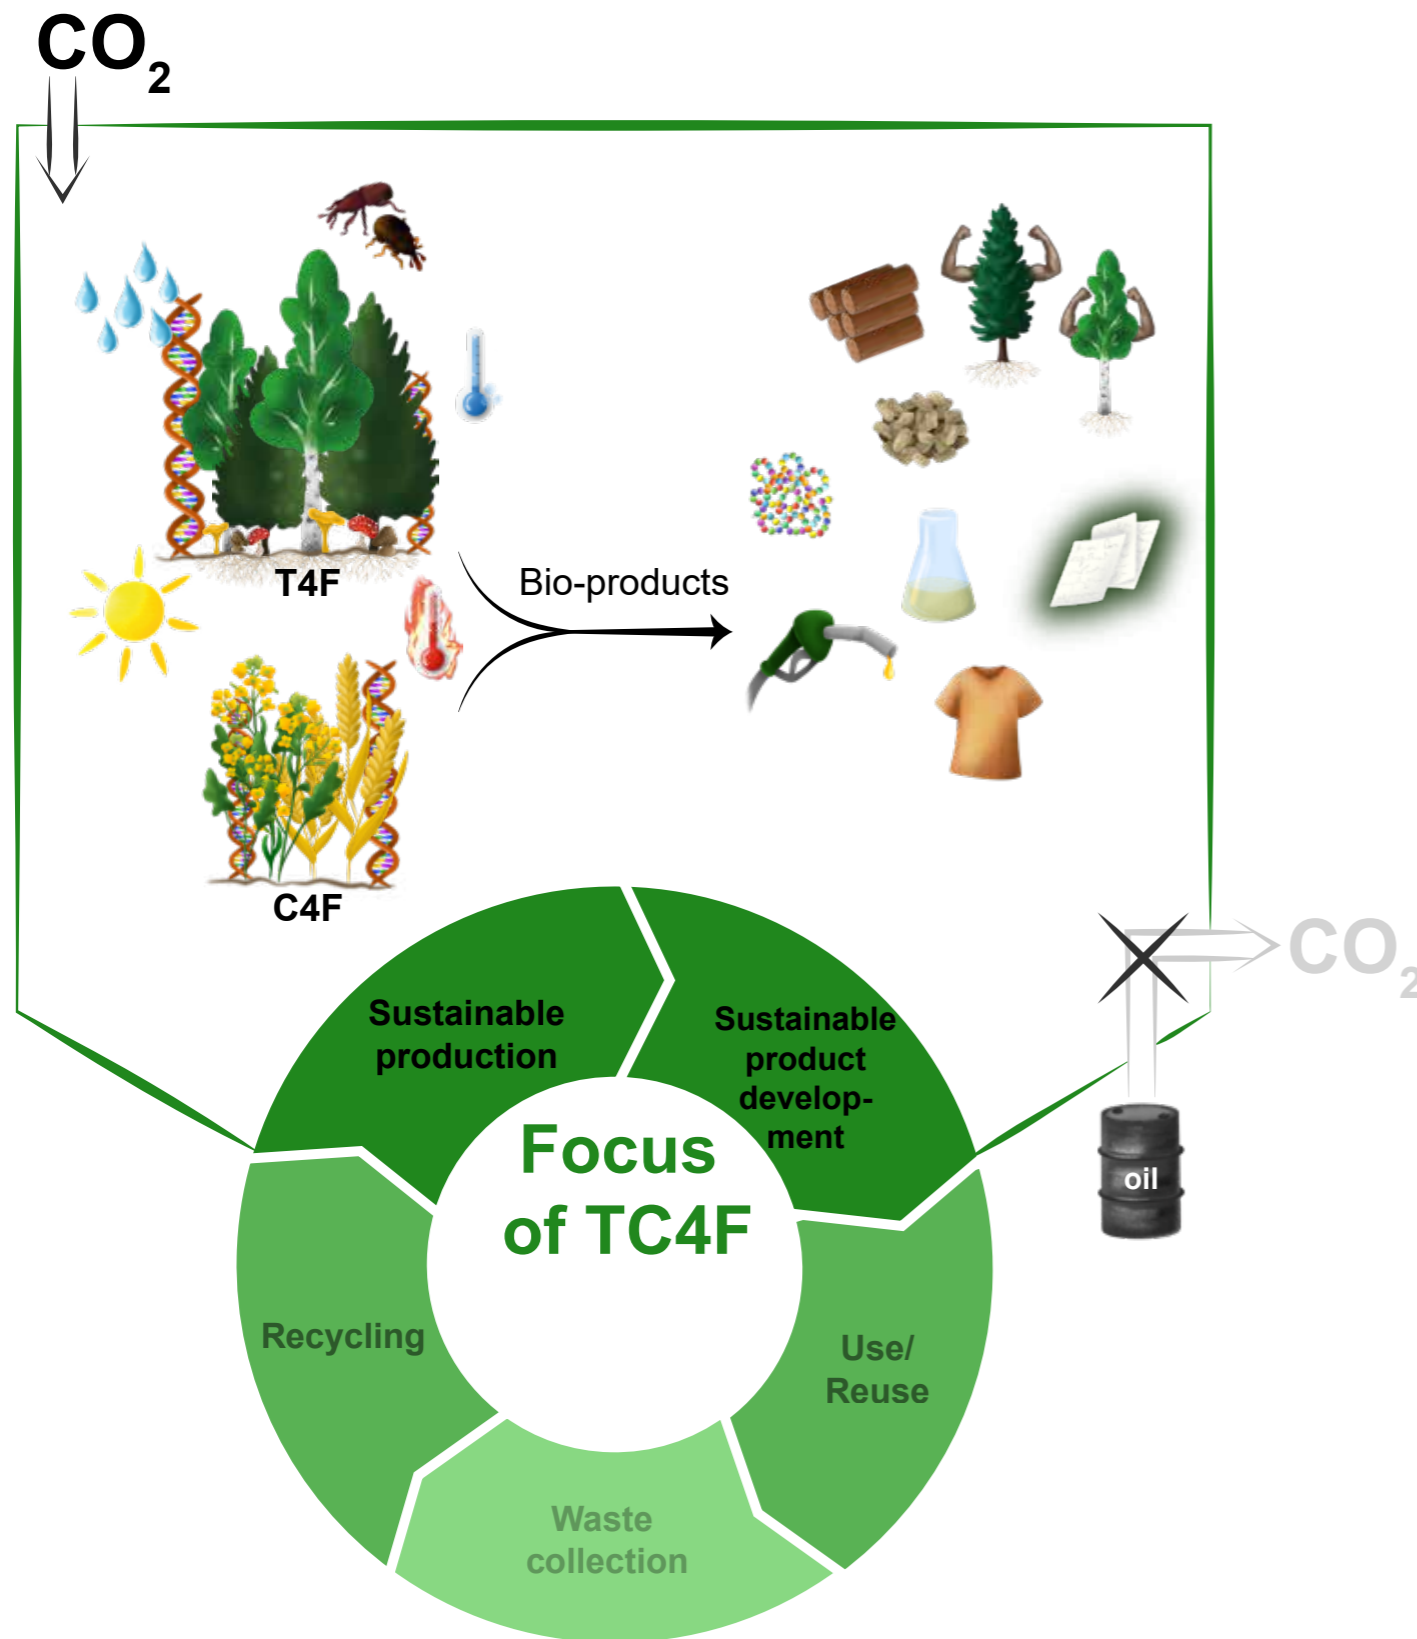 CO2
T4F
Bio-products
C4F
CO2
Sustainable
production
Sustainable
product
develop-
ment
Focus
of TC4F
oil
Recycling
Use/
Reuse
Waste
collection